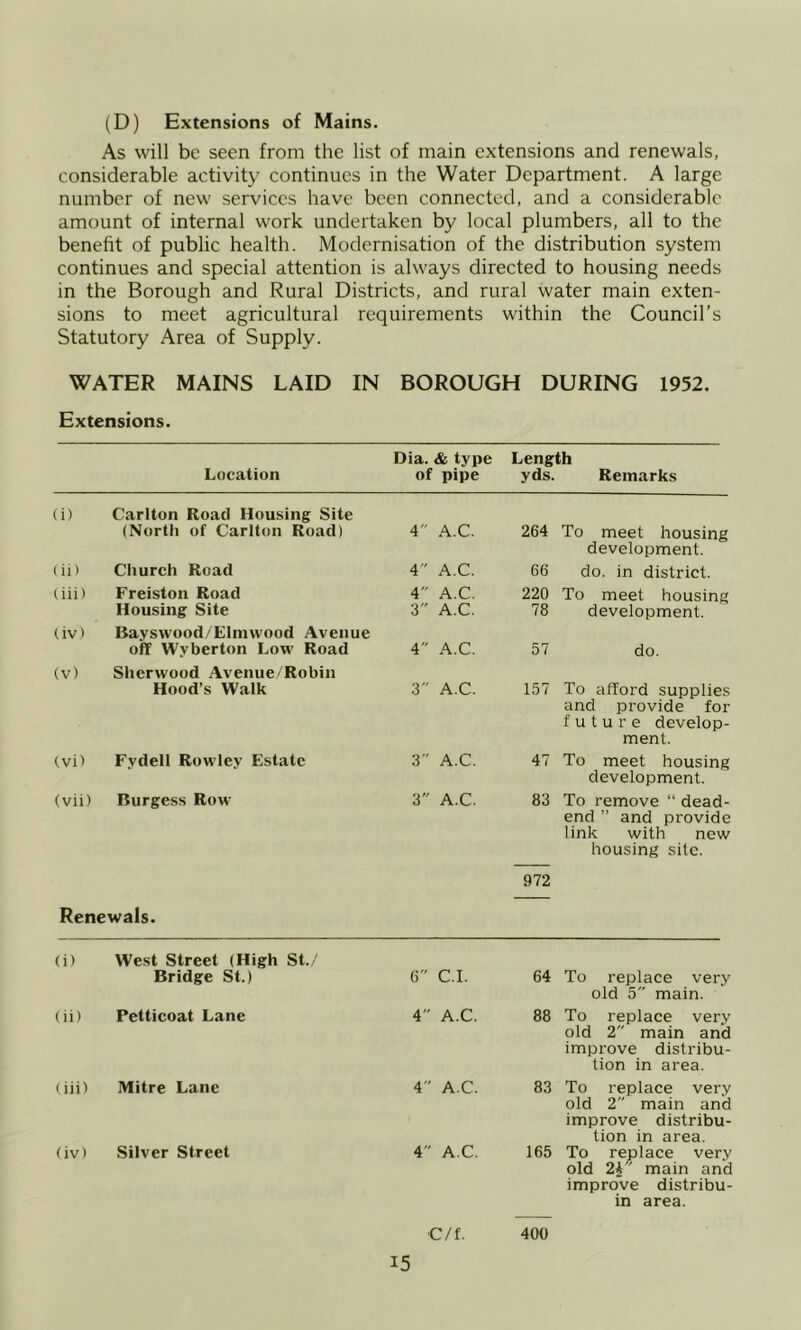 (D) Extensions of Mains.
As will be seen from the list of main extensions and renewals,
considerable activity continues in the Water Department. A large
number of new services have been connected, and a considerable
amount of internal work undertaken by local plumbers, all to the
benefit of public health. Modernisation of the distribution system
continues and special attention is always directed to housing needs
in the Borough and Rural Districts, and rural water main exten-
sions to meet agricultural requirements within the Council's
Statutory Area of Supply.
WATER MAINS LAID IN BOROUGH DURING 1952.
Extensions.
Dia. & type Length
Location of pipe yds. Remarks
(i) Carlton Road Housing Site
(North of Carlton Road) 4" A.C. 264 To meet housing
development.
(ii) Church Road 4" A.C. 66 do. in district.
(iii) Freiston Road 4" A.C. 220 To meet housing
Housing Site 3" A.C. 78 development.
(iv) Bayswood/Elmwood Avenue
off Wyberton Low Road 4" A.C. 57 do.
(v) Sherwood Avenue/Robin
Hood's Walk 3" A.C. 157 To afford supplies
and provide for
future develop-
ment.
(vi) Fydell Rowley Estate 3" A.C. 47 To meet housing
development.
(vii) Burgess Row 3" A.C. 83 To remove "dead-
end" and provide
link with new
housing site.
972
Renewals.
(i) West Street (High St./
Bridge St.) 6" C.I. 64 To replace very
old 5" main.
(ii) Petticoat Lane 4" A.C. 88 To replace very
old 2" main and
improve distribu-
tion in area.
(iii) Mitre Lane 4" A.C. 83 To replace very
old 2" main and
improve distribu-
tion in area.
(iv) Silver Street 4" A.C. 165 To replace very
old 2½" main and
improve distribu-
in area.
C/f. 400
15